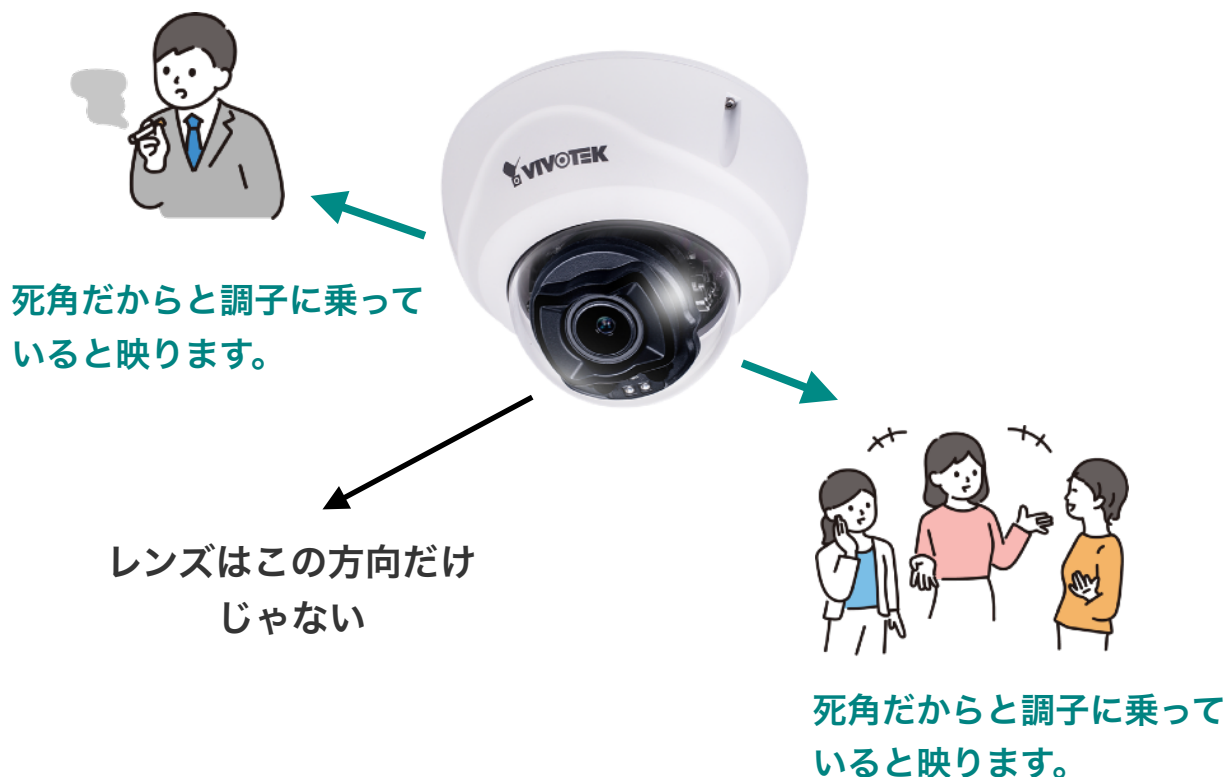 VIVOTEK
死角だからと調子に乗って
いると映ります。
レンズはこの方向だけ
じゃない
死角だからと調子に乗って
いると映ります。